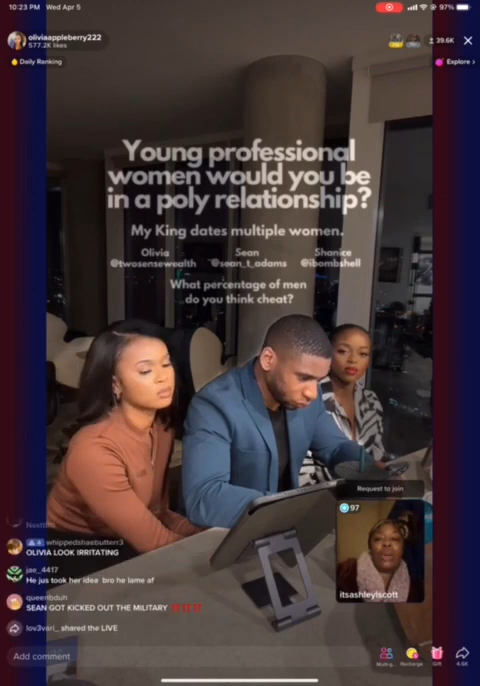 10:23 PM Wed Apr 5
97%
oliviaappleberry222
577.2K likes
39.6K
Daily Ranking
Explore >
Young professional
women would you be
in a poly relationship?
My King dates multiple women.
Olivia Sean Shanice
@twosensewealth @sean_t_adams @ibombshell
What percentage of men
do you think cheat?
Request to join
97
itsashleylscott
whippedshaebutterr3
OLIVIA LOOK IRRITATING
jae_4417
He jus took her idea bro he lame af
queenbduh
SEAN GOT KICKED OUT THE MILITARY ‼️‼️‼️
lov3vari_ shared the LIVE
Add comment
Multi-g..
Recharge
Gift
4.6K